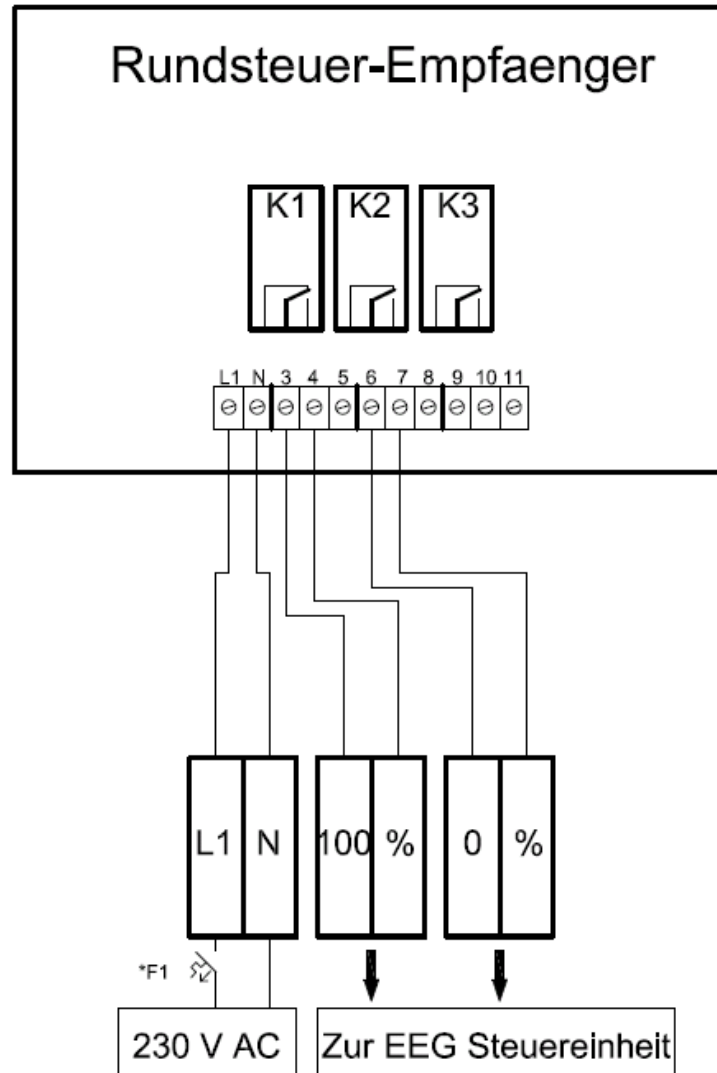 Rundsteuer-Empfaenger
K1 K2 K3
L1 N 3 4 5 6 7 8 9 10 11
L1 N 100 % 0 %
*F1
230 V AC Zur EEG Steuereinheit